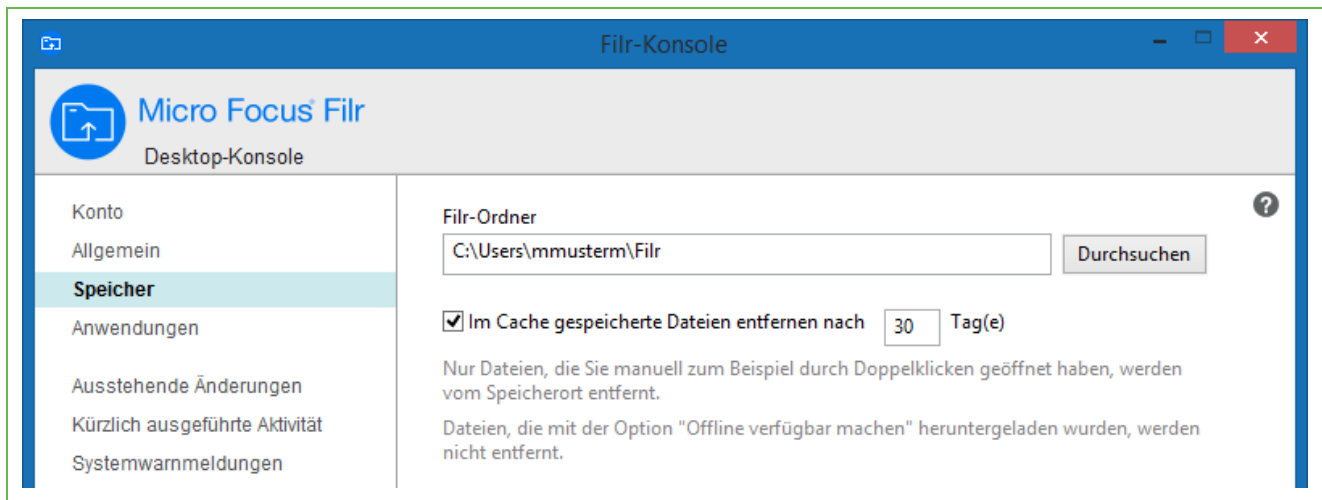 Filr-Konsole
Micro Focus Filr
Desktop-Konsole
Konto
Allgemein
Speicher
Anwendungen
Ausstehende Änderungen
Kürzlich ausgeführte Aktivität
Systemwarnmeldungen
Filr-Ordner
C:\Users\mmusterm\Filr
Durchsuchen
Im Cache gespeicherte Dateien entfernen nach 30 Tag(e)
Nur Dateien, die Sie manuell zum Beispiel durch Doppelklicken geöffnet haben, werden
vom Speicherort entfernt.
Dateien, die mit der Option "Offline verfügbar machen" heruntergeladen wurden, werden
nicht entfernt.